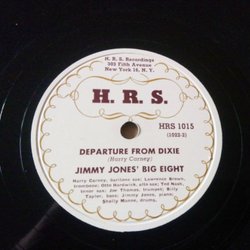 H. R. S. Recordings
303 Fifth Avenue
New York 16, N. Y.
H. R. S.
HRS 1015
(1022-2)
DEPARTURE FROM DIXIE
(Harry Carney)
JIMMY JONES' BIG EIGHT
Harry Carney, baritone sax; Lawrence Brown,
trombone; Otto Hardwick, alto sax; Ted Nash,
tenor sax; Joe Thomas, trumpet; Billy
Taylor, bass; Jimmy Jones, piano;
Shelly Manne, drums.